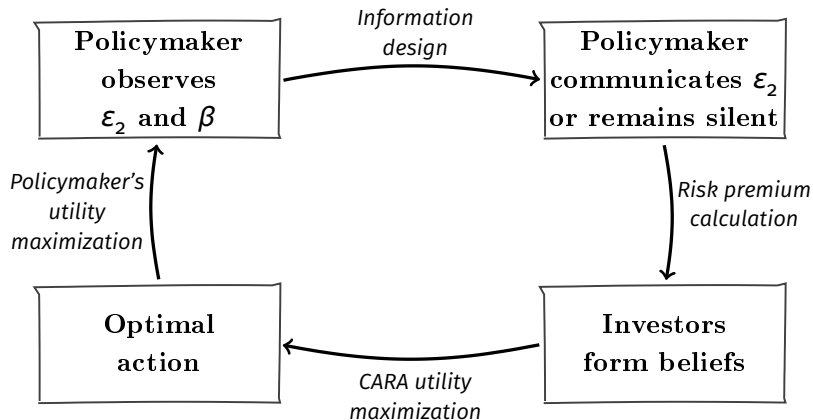 Policymaker
observes
ε₂ and β
Information
design
Policymaker
communicates ε₂
or remains silent
Risk premium
calculation
Investors
form beliefs
CARA utility
maximization
Optimal
action
Policymaker’s
utility
maximization